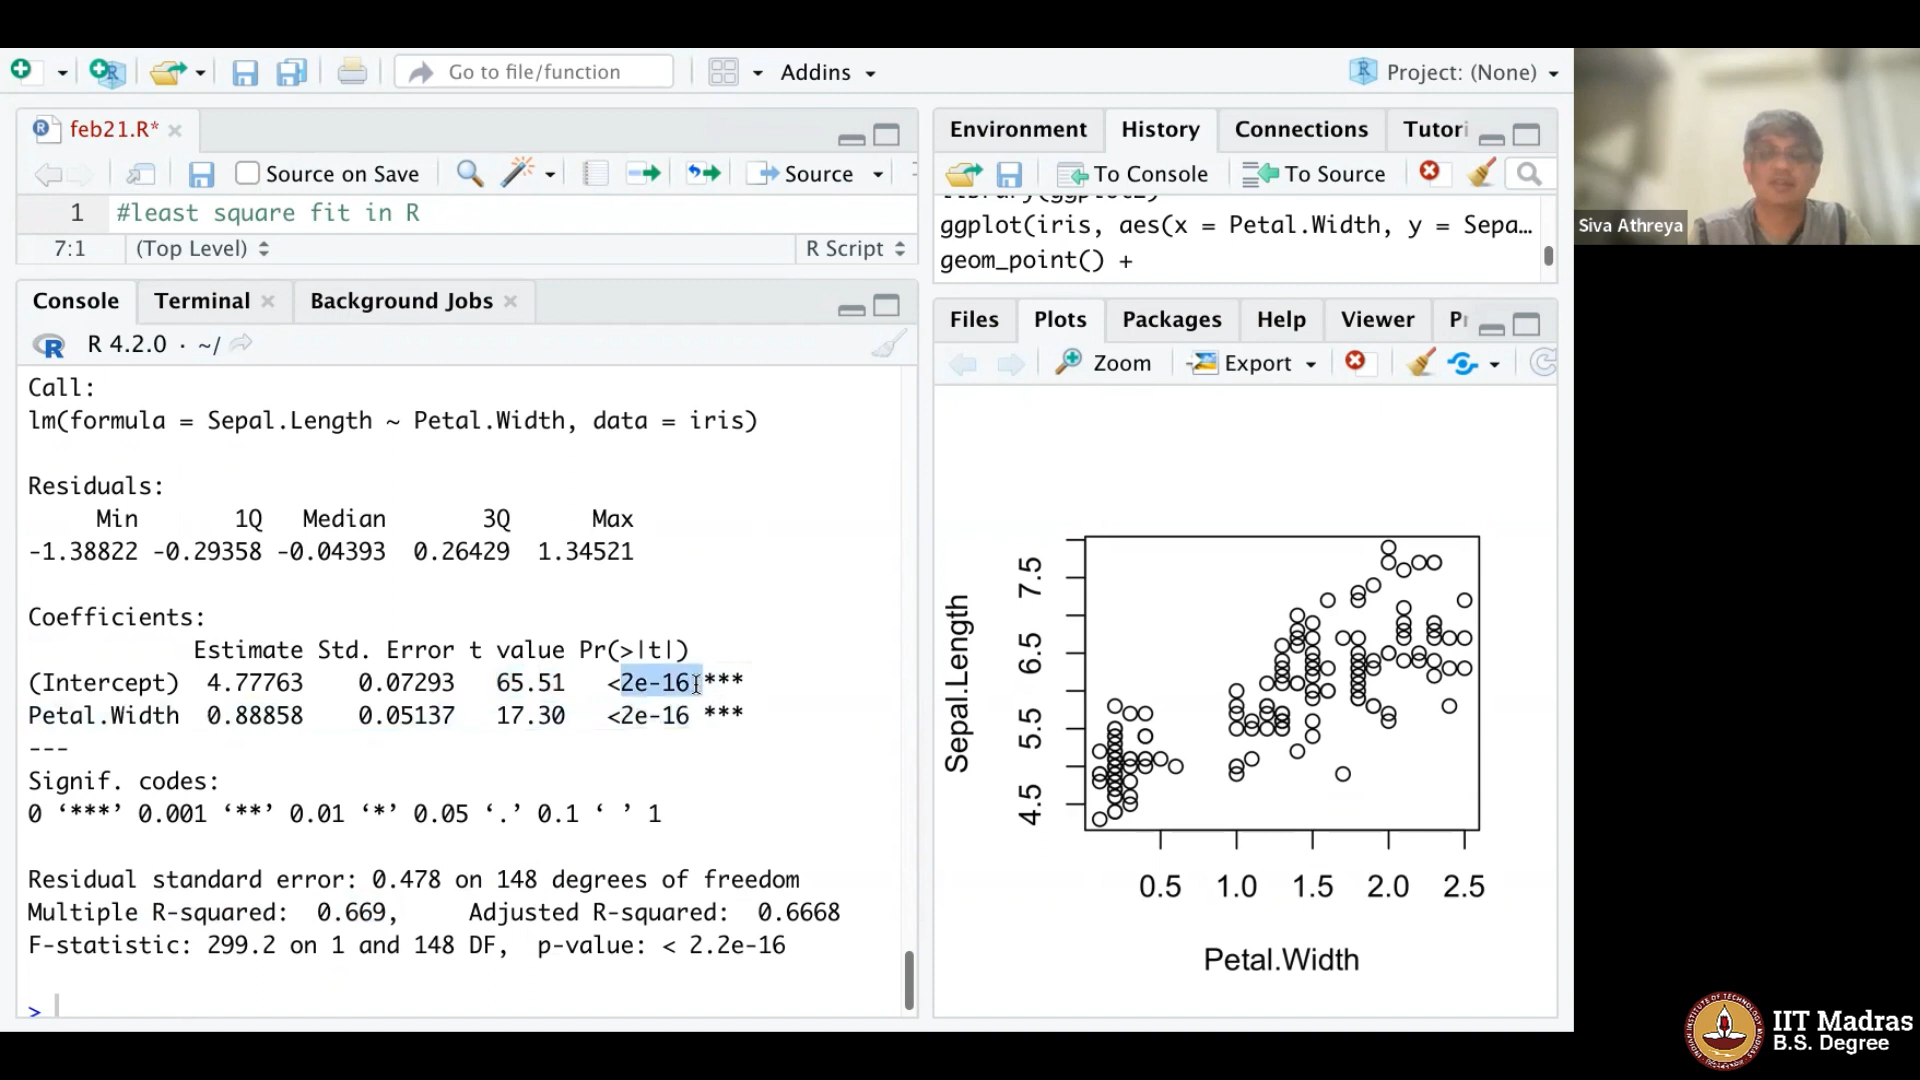 Go to file/function
Addins
Project: (None)
feb21.R*
Source on Save
Source
1 #least square fit in R
7:1 (Top Level) R Script
Console Terminal Background Jobs
R 4.2.0 · ~/
Call:
lm(formula = Sepal.Length ~ Petal.Width, data = iris)
Residuals:
Min 1Q Median 3Q Max
-1.38822 -0.29358 -0.04393 0.26429 1.34521
Coefficients:
Estimate Std. Error t value Pr(>|t|)
(Intercept) 4.77763 0.07293 65.51 <2e-16 ***
Petal.Width 0.88858 0.05137 17.30 <2e-16 ***
---
Signif. codes:
0 ‘***’ 0.001 ‘**’ 0.01 ‘*’ 0.05 ‘.’ 0.1 ‘ ’ 1
Residual standard error: 0.478 on 148 degrees of freedom
Multiple R-squared: 0.669, Adjusted R-squared: 0.6668
F-statistic: 299.2 on 1 and 148 DF, p-value: < 2.2e-16
>
Environment History Connections Tutori
To Console To Source
library(ggplot2)
ggplot(iris, aes(x = Petal.Width, y = Sepa...
geom_point() +
Files Plots Packages Help Viewer Pr
Zoom Export
Sepal.Length
7.5
6.5
5.5
4.5
0.5 1.0 1.5 2.0 2.5
Petal.Width
Siva Athreya
IIT Madras
B.S. Degree